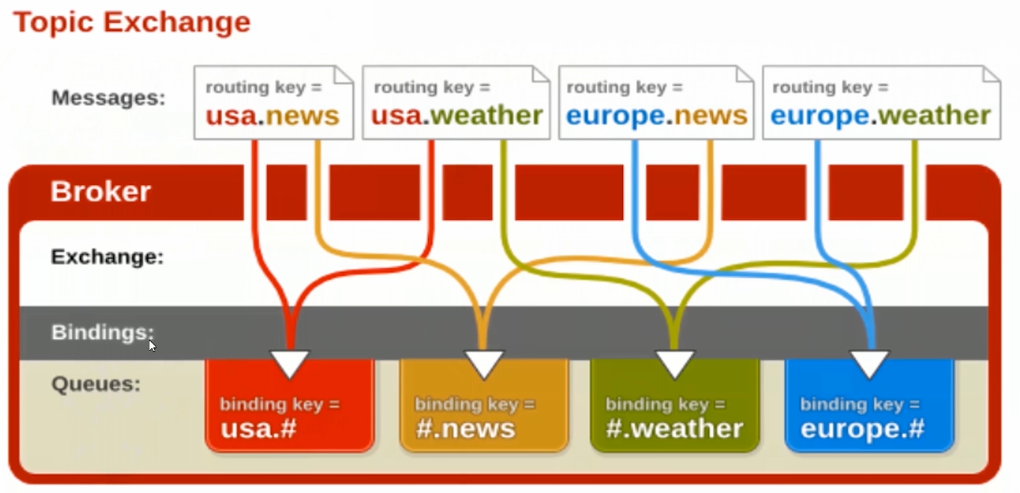 Topic Exchange
Messages:
routing key =
usa.news
routing key =
usa.weather
routing key =
europe.news
routing key =
europe.weather
Broker
Exchange:
Bindings:
Queues:
binding key =
usa.#
binding key =
#.news
binding key =
#.weather
binding key =
europe.#